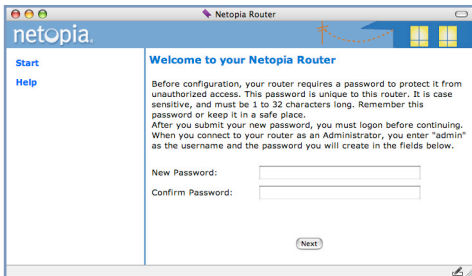 Netopia Router
netopia.
Start
Help
Welcome to your Netopia Router
Before configuration, your router requires a password to protect it from
unauthorized access. This password is unique to this router. It is case
sensitive, and must be 1 to 32 characters long. Remember this
password or keep it in a safe place.
After you submit your new password, you must logon before continuing.
When you connect to your router as an Administrator, you enter "admin"
as the username and the password you will create in the fields below.
New Password:
Confirm Password:
Next